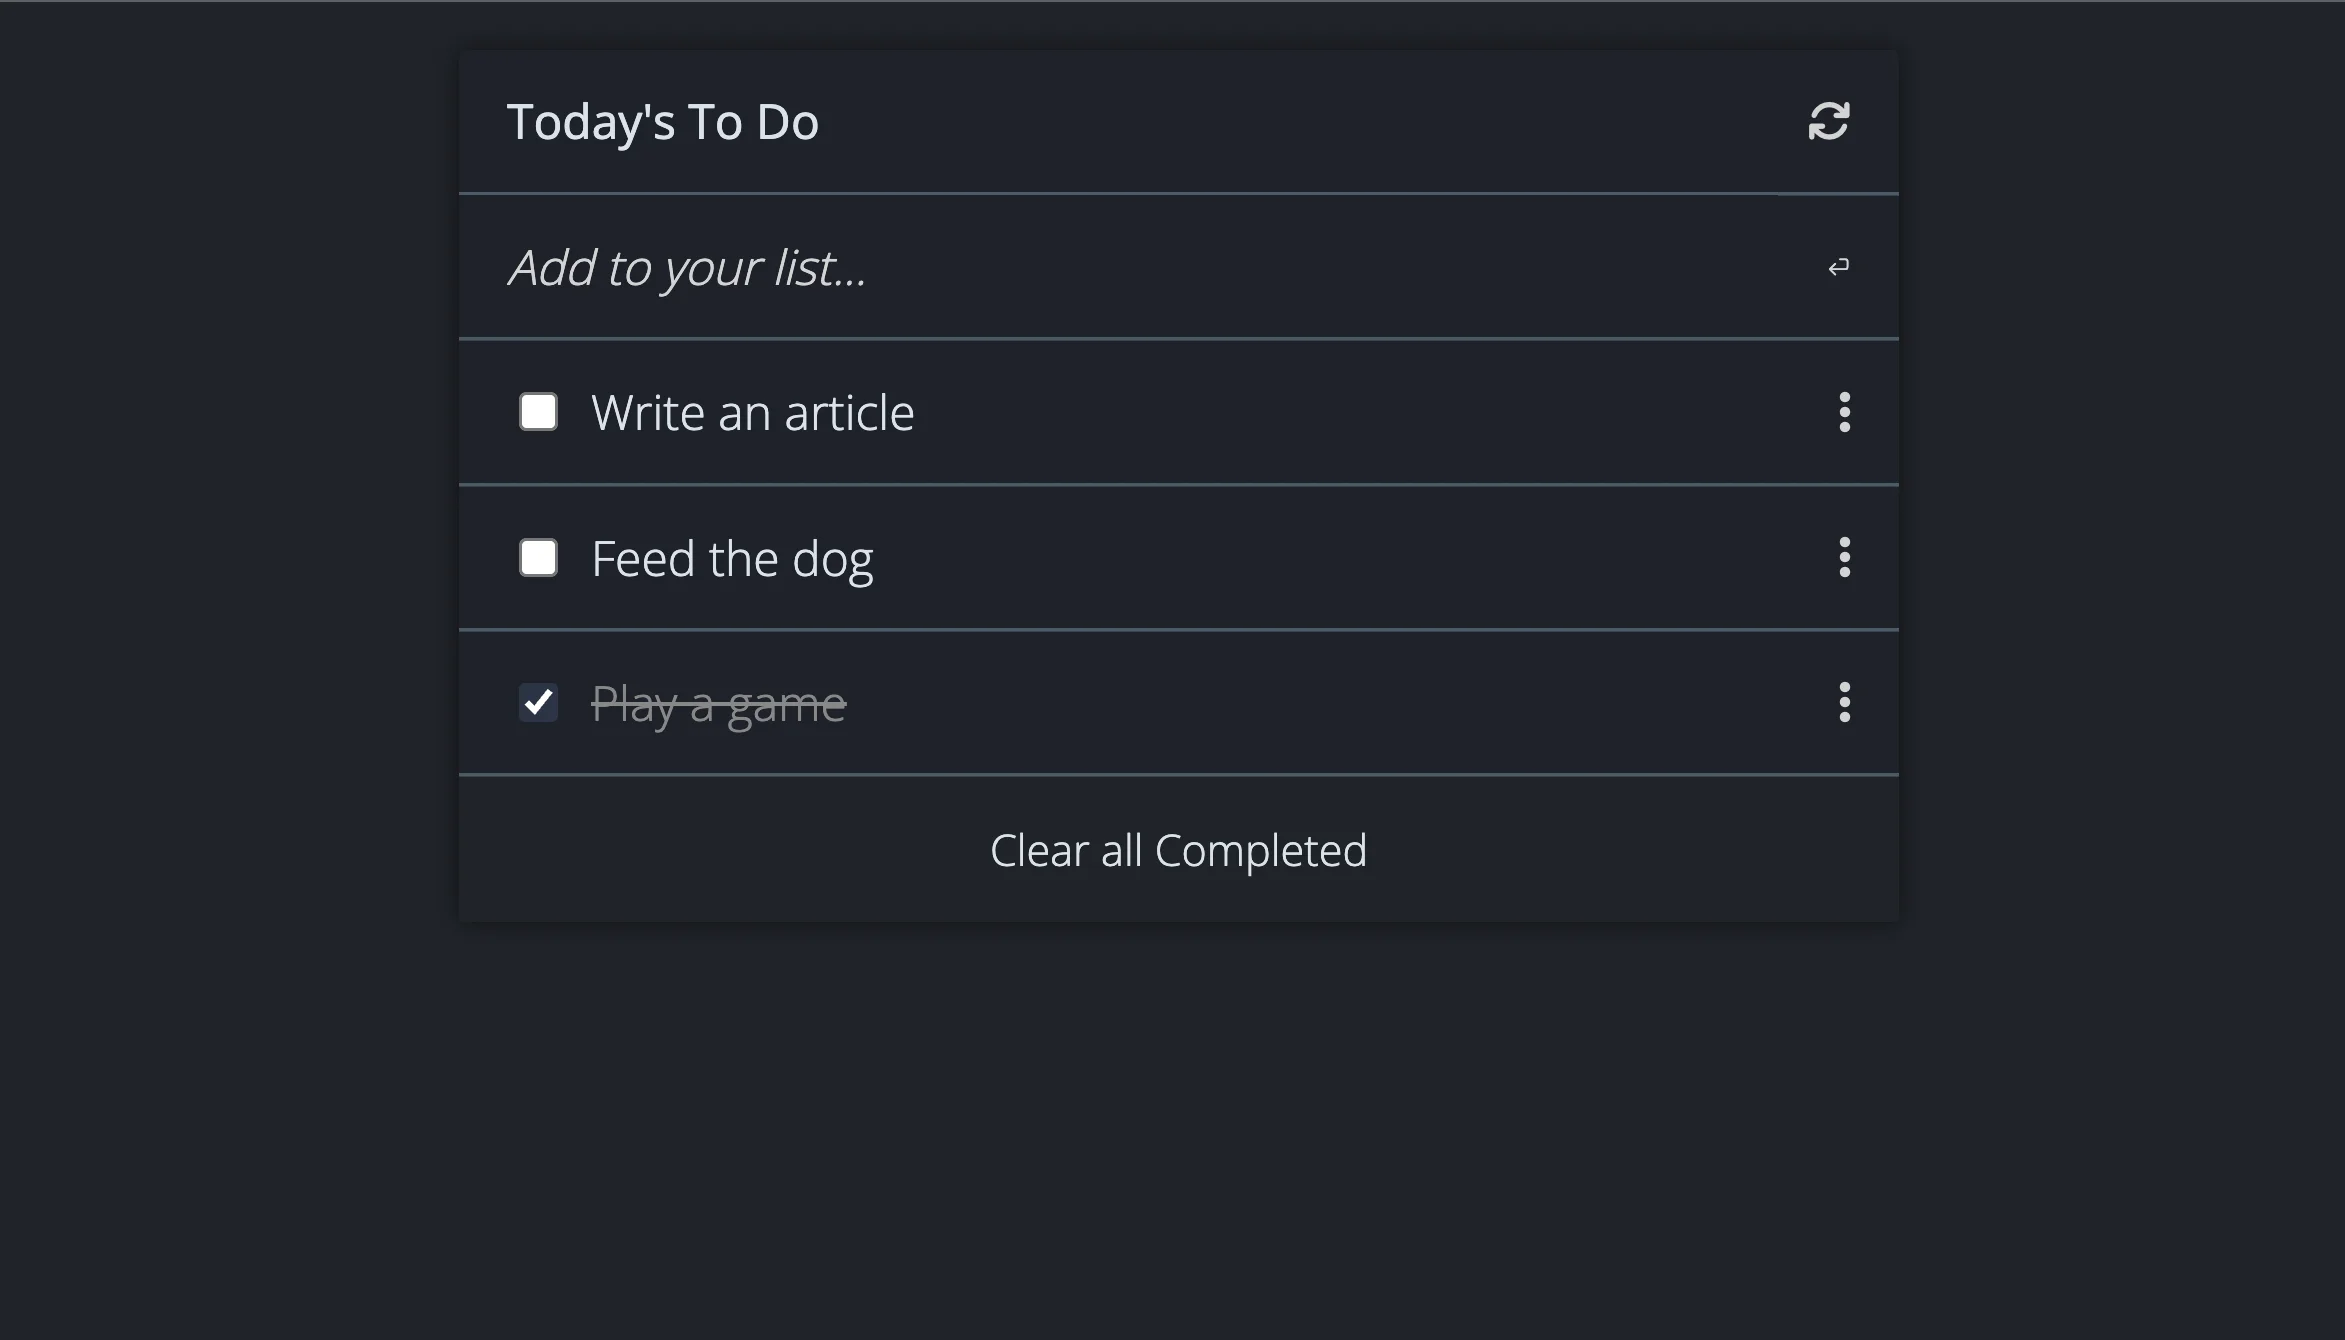 Today's To Do
Add to your list...
Write an article
Feed the dog
Play a game
Clear all Completed